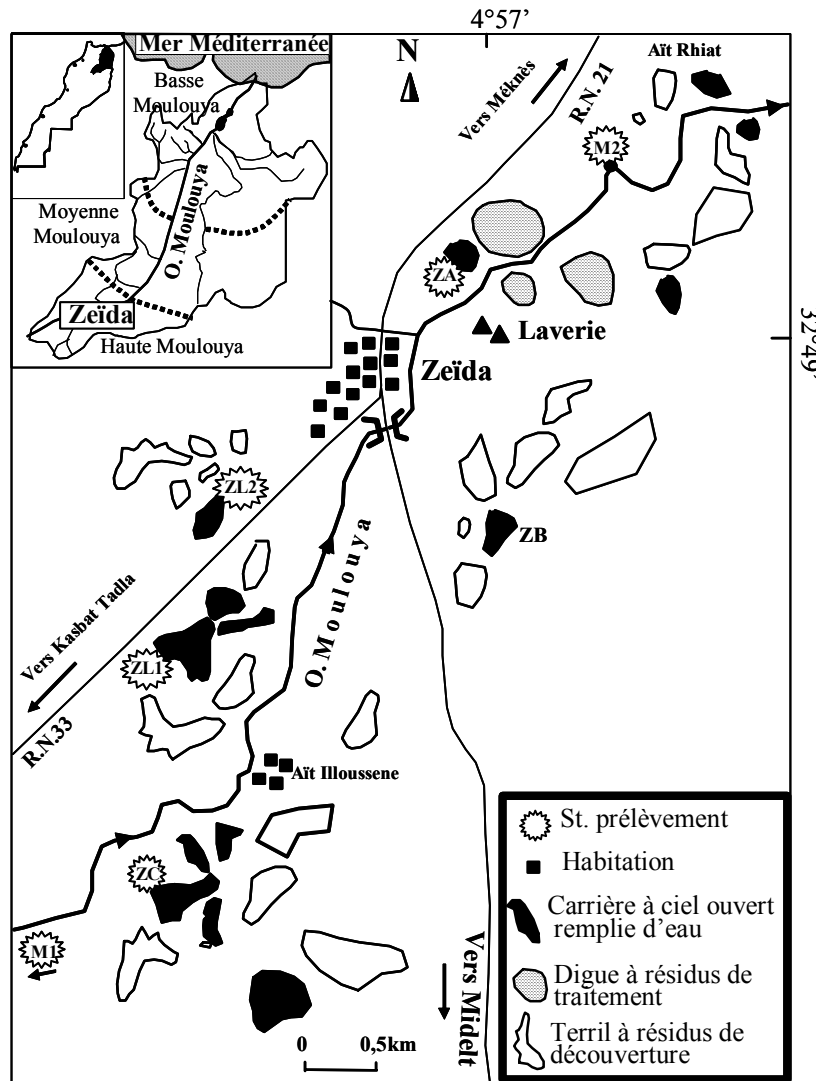 4°57’
Mer Méditerranée
Basse
Moulouya
O. Moulouya
Moyenne
Moulouya
Zeïda
Haute Moulouya
N
Vers Méknès
R.N. 21
Aït Rhiat
M2
ZA
Laverie
32°49’
Zeïda
ZL2
ZB
O. Moulouya
Vers Kasbat Tadla
ZL1
R.N.33
Aït Illoussene
ZC
M1
Vers Midelt
0 0,5km
St. prélèvement
Habitation
Carrière à ciel ouvert
remplie d’eau
Digue à résidus de
traitement
Terril à résidus de
découverture